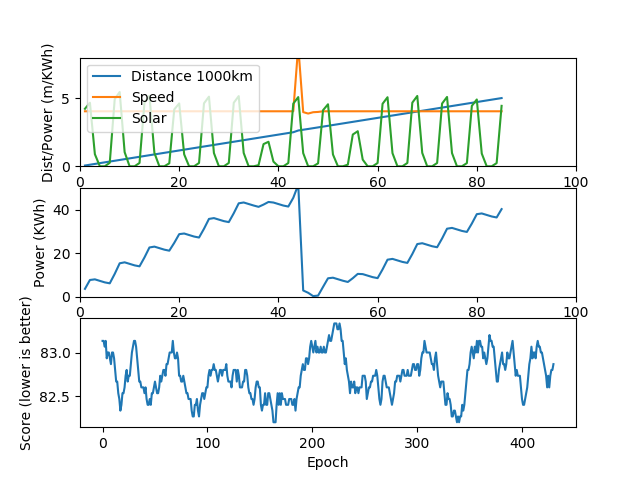 Dist/Power (m/KWh)
5
0
Distance 1000km
Speed
Solar
0 20 40 60 80 100
Power (KWh)
40
20
0
0 20 40 60 80 100
Score (lower is better)
83.0
82.5
0 100 200 300 400
Epoch